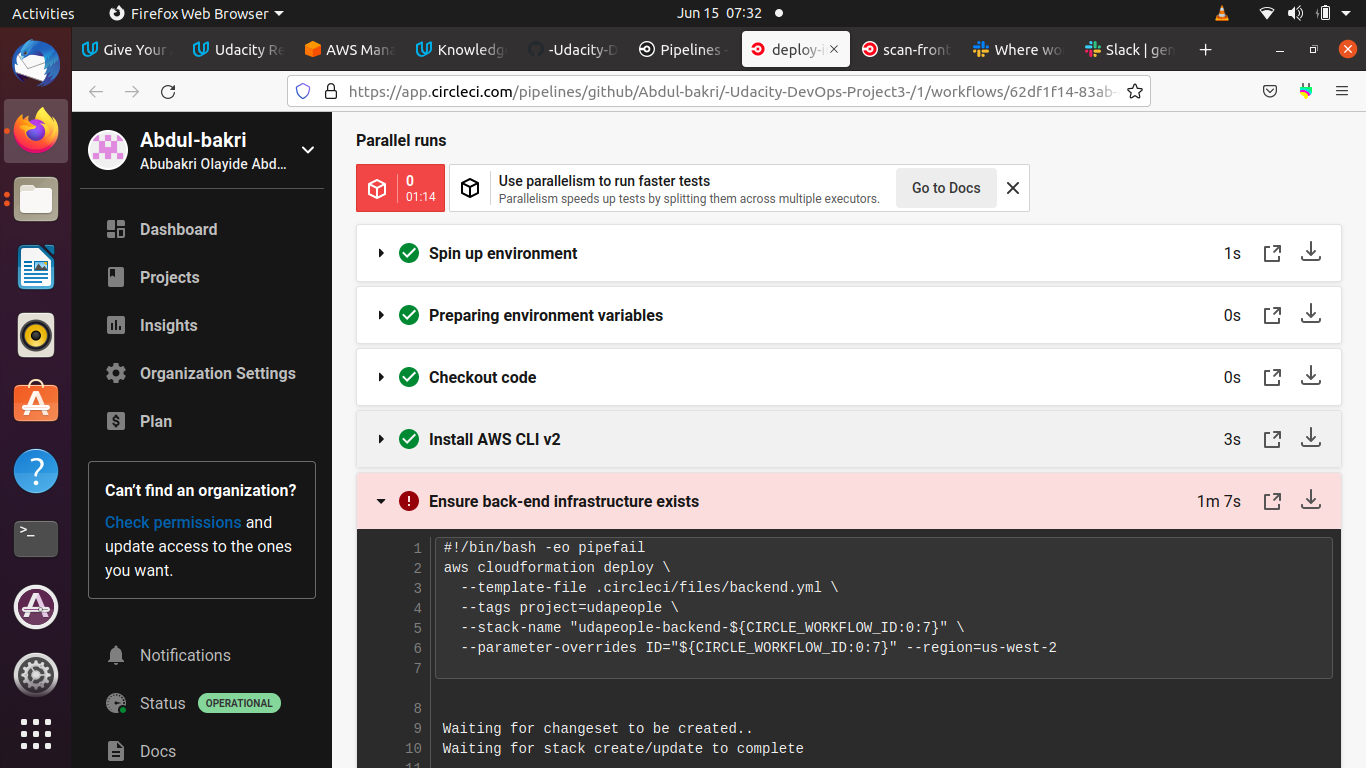 Activities
Firefox Web Browser
Jun 15 07:32
Give Your
Udacity Re
AWS Mana
Knowledg
-Udacity-D
Pipelines -
deploy-i
scan-front
Where wo
Slack | gen
https://app.circleci.com/pipelines/github/Abdul-bakri/-Udacity-DevOps-Project3-/1/workflows/62df1f14-83ab-
Abdul-bakri
Abubakri Olayide Abd...
Dashboard
Projects
Insights
Organization Settings
Plan
Can't find an organization?
Check permissions and
update access to the ones
you want.
Notifications
Status OPERATIONAL
Docs
Parallel runs
0
01:14
Use parallelism to run faster tests
Parallelism speeds up tests by splitting them across multiple executors.
Go to Docs
Spin up environment 1s
Preparing environment variables 0s
Checkout code 0s
Install AWS CLI v2 3s
Ensure back-end infrastructure exists 1m 7s
1 #!/bin/bash -eo pipefail
2 aws cloudformation deploy \
3 --template-file .circleci/files/backend.yml \
4 --tags project=udapeople \
5 --stack-name "udapeople-backend-${CIRCLE_WORKFLOW_ID:0:7}" \
6 --parameter-overrides ID="${CIRCLE_WORKFLOW_ID:0:7}" --region=us-west-2
7
8
9 Waiting for changeset to be created..
10 Waiting for stack create/update to complete